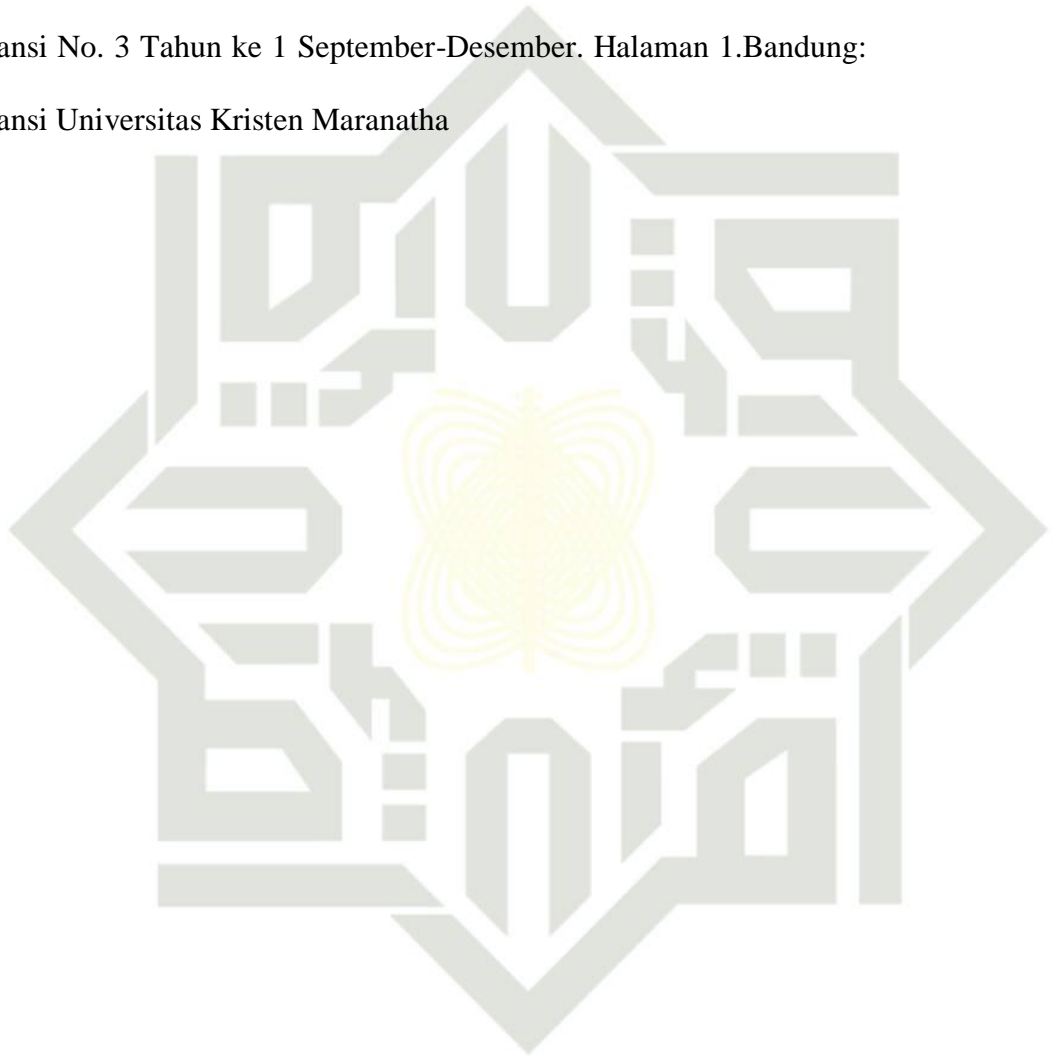 ansi No. 3 Tahun ke 1 September-Desember. Halaman 1.Bandung:
ansi Universitas Kristen Maranatha